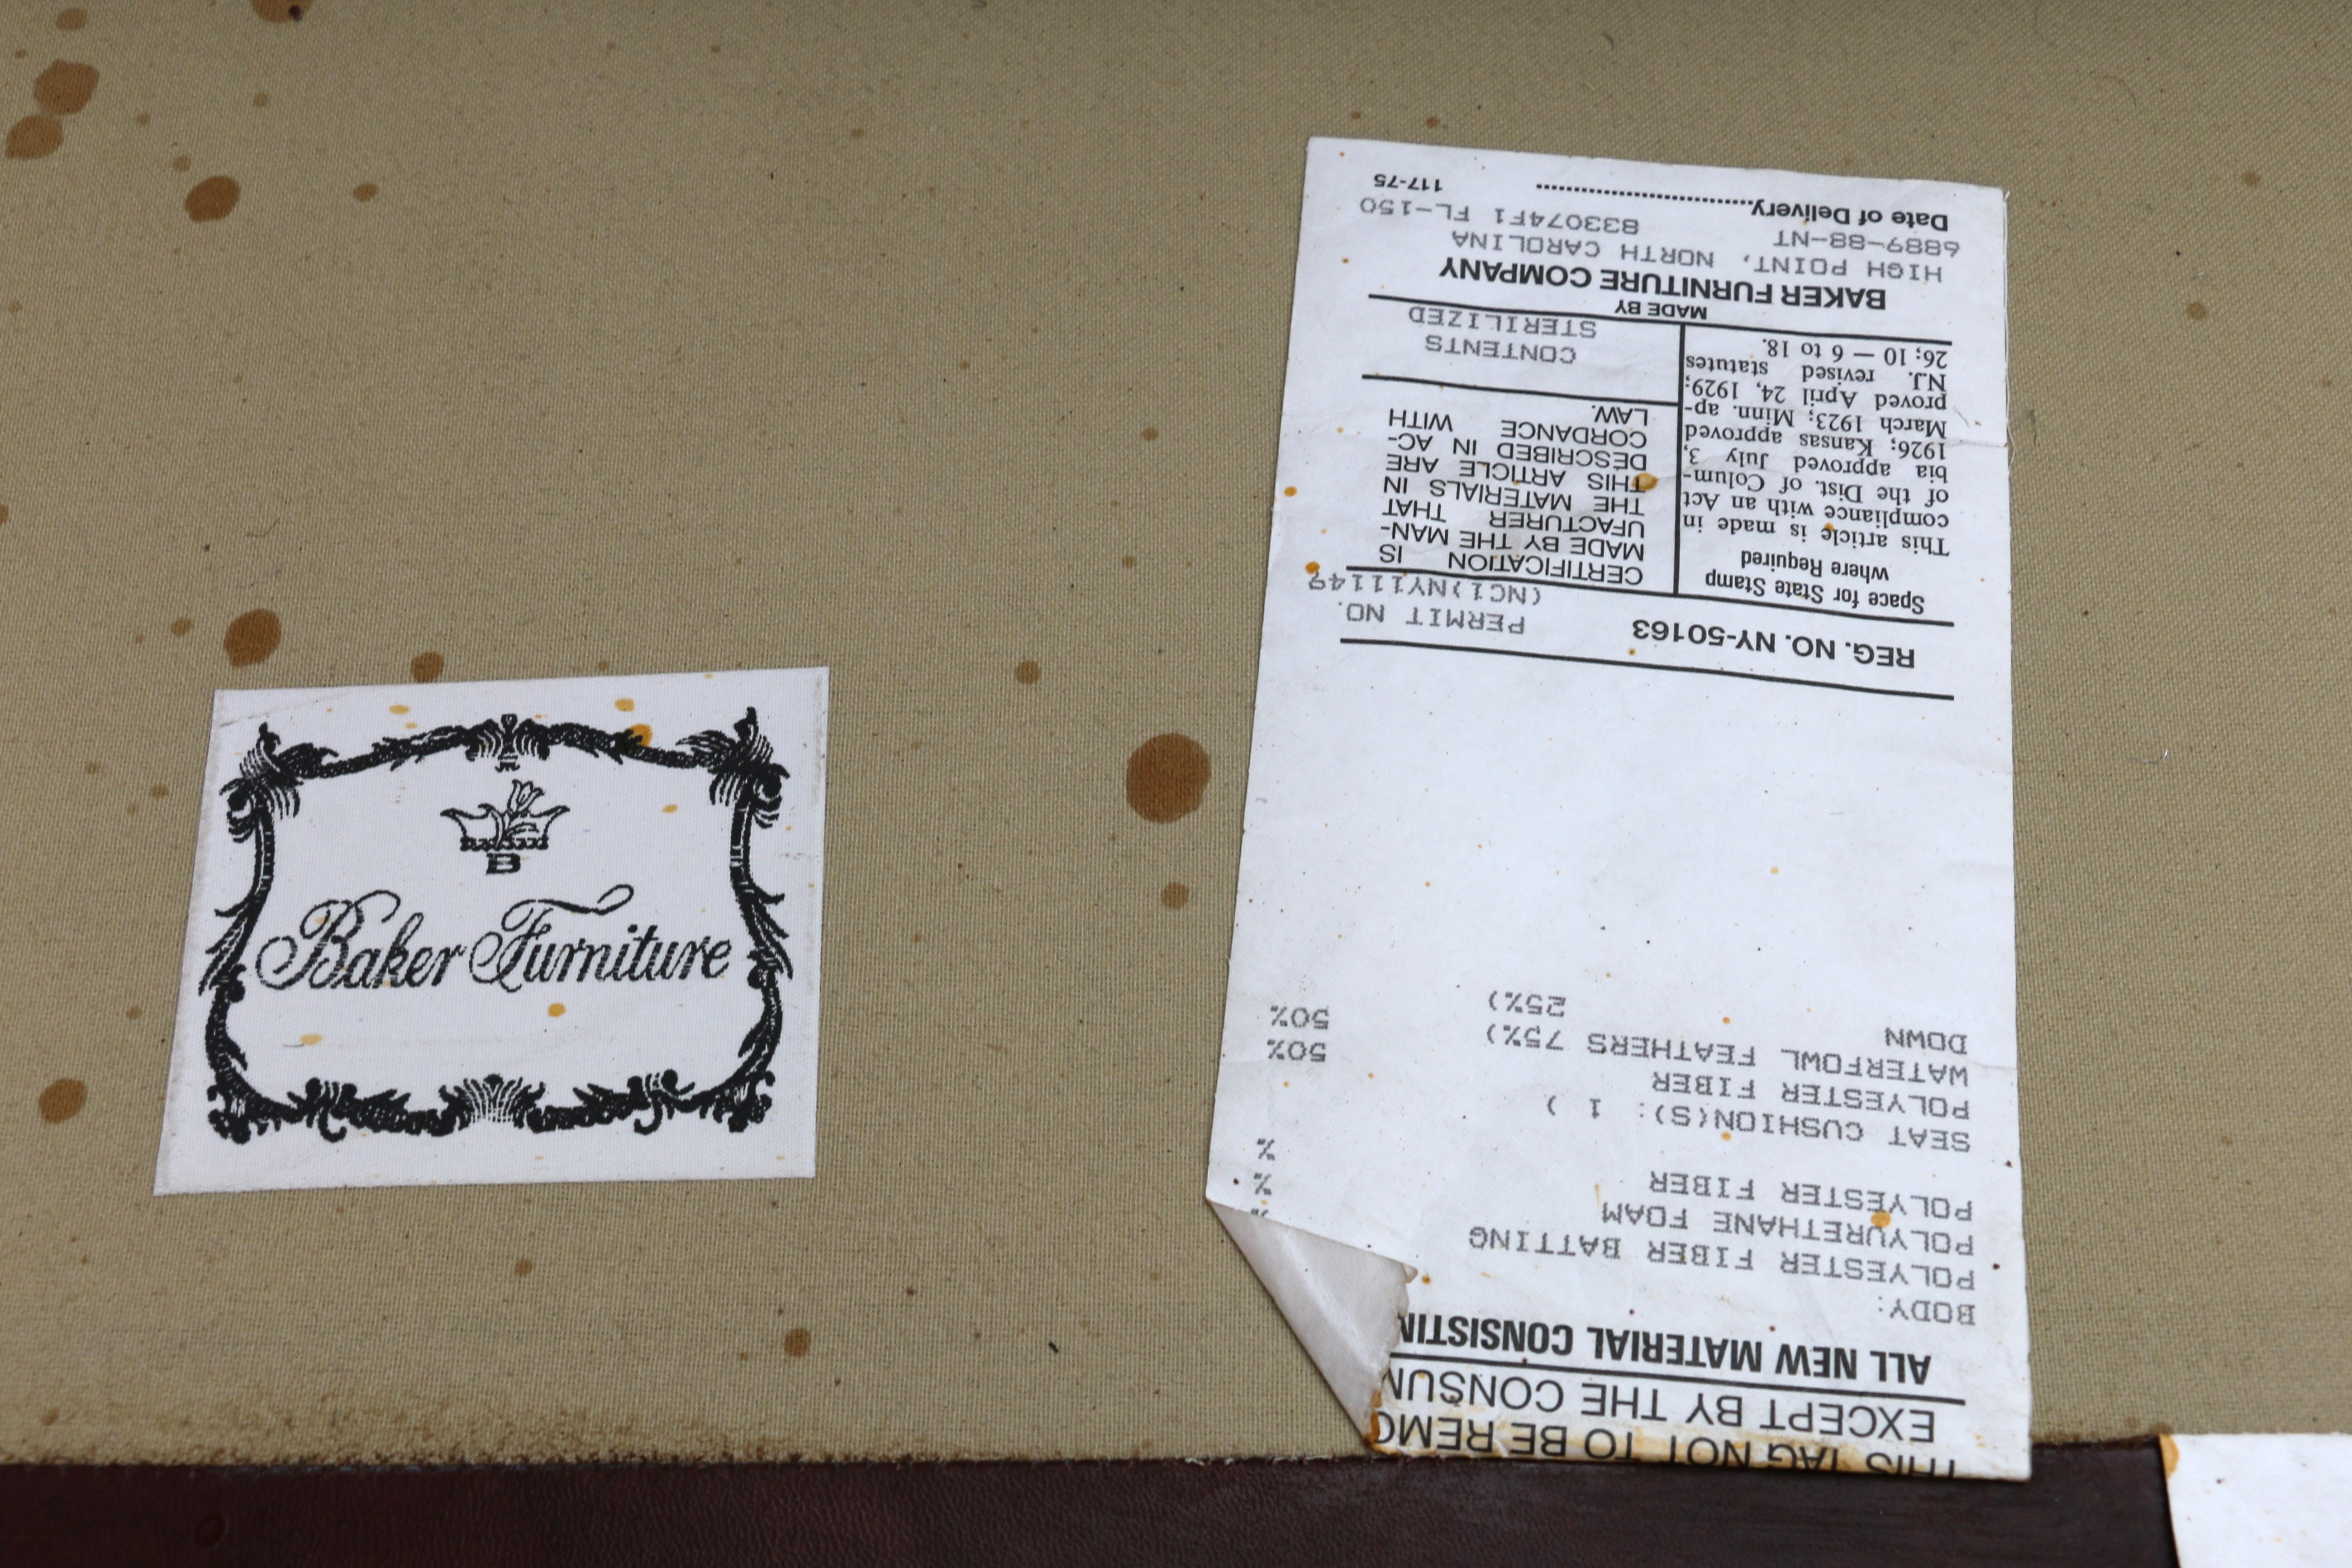 B
Baker Furniture
THIS TAG NOT TO BE REMO
EXCEPT BY THE CONSUM
ALL NEW MATERIAL CONSISTIN
BODY:
POLYESTER FIBER BATTING
POLYURETHANE FOAM %
POLYESTER FIBER %
SEAT CUSHION(S): 1 )
POLYESTER FIBER 50%
WATERFOWL FEATHERS 75%) 50%
DOWN 25%)
REG. NO. NY-50163
PERMIT NO.
(NC1)NY11149
Space for State Stamp
where Required
This article is made in
compliance with an Act
of the Dist. of Colum-
bia approved July 3,
1926; Kansas approved
March 1923; Minn. ap-
proved April 24, 1929;
N.J. revised statutes
26; 10 — 6 to 18.
CERTIFICATION IS
MADE BY THE MAN-
UFACTURER THAT
THE MATERIALS IN
THIS ARTICLE ARE
DESCRIBED IN AC-
CORDANCE WITH
LAW.
CONTENTS
STERILIZED
MADE BY
BAKER FURNITURE COMPANY
HIGH POINT, NORTH CAROLINA
6889-88-NT 833074F1 FL-150
Date of Delivery
117-75